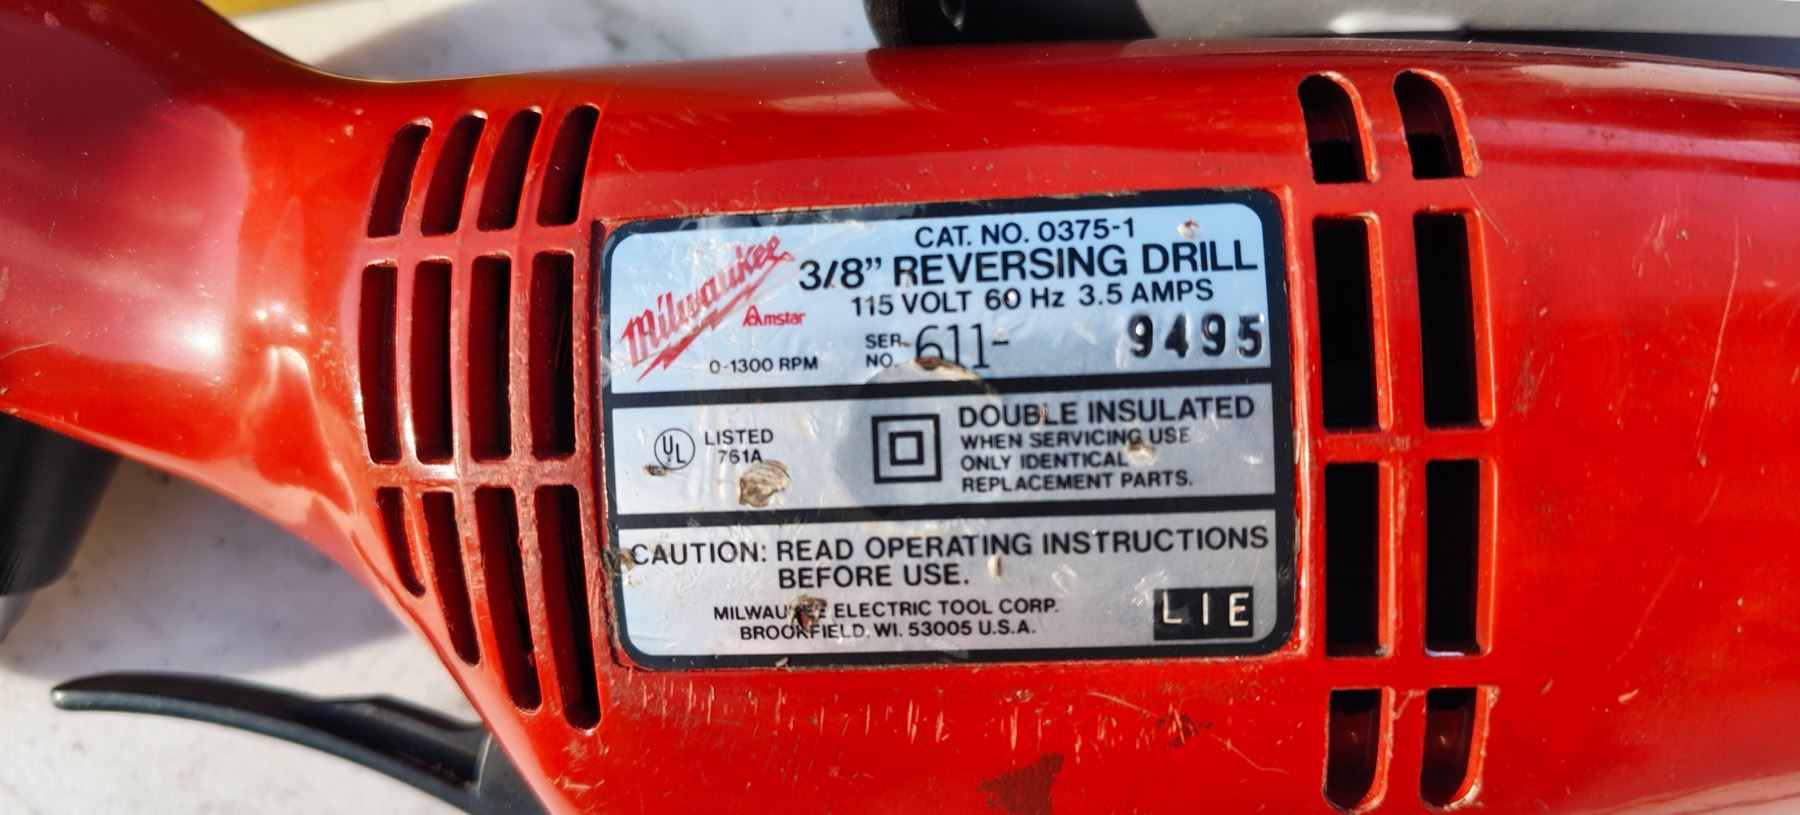 CAT. NO. 0375-1
Milwaukee
3/8” REVERSING DRILL
Amstar
115 VOLT 60 Hz 3.5 AMPS
0-1300 RPM
SER. NO. 611- 9495
UL LISTED 761A
DOUBLE INSULATED
WHEN SERVICING USE
ONLY IDENTICAL
REPLACEMENT PARTS.
CAUTION: READ OPERATING INSTRUCTIONS
BEFORE USE.
MILWAUKEE ELECTRIC TOOL CORP.
BROOKFIELD, WI. 53005 U.S.A.
LIE